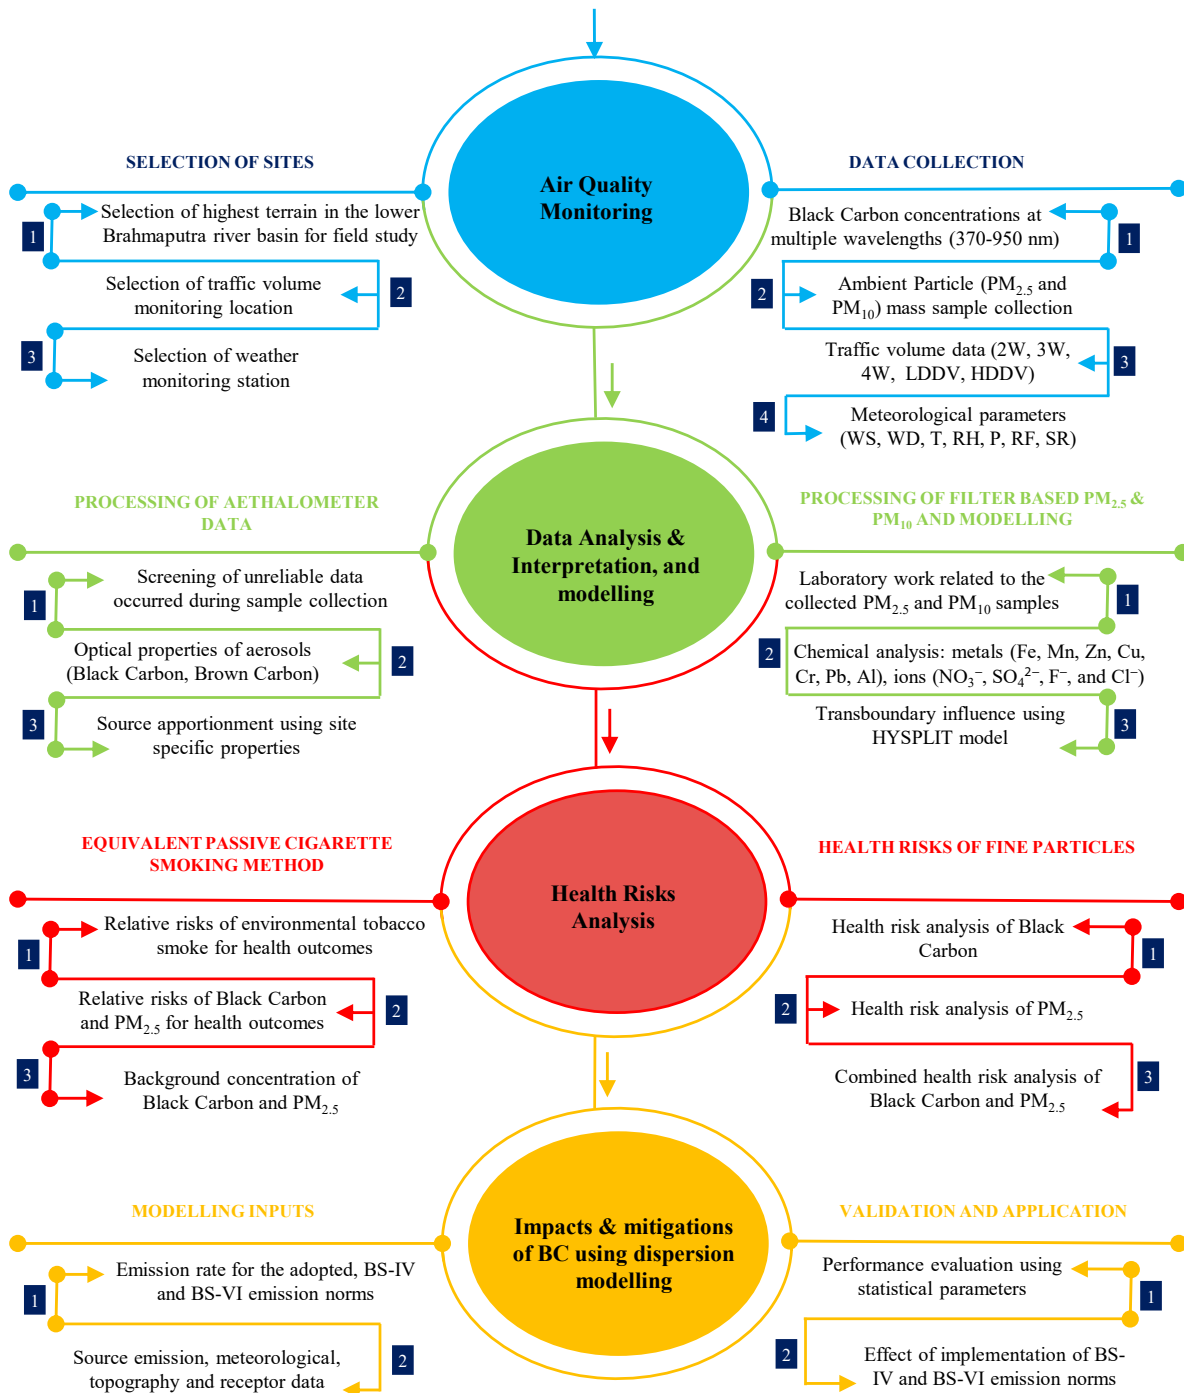 SELECTION OF SITES
1
Selection of highest terrain in the lower
Brahmaputra river basin for field study
Selection of traffic volume
monitoring location
2
3
Selection of weather
monitoring station
Air Quality
Monitoring
DATA COLLECTION
Black Carbon concentrations at
multiple wavelengths (370-950 nm)
1
2
Ambient Particle (PM₂.₅ and
PM₁₀) mass sample collection
Traffic volume data (2W, 3W,
4W, LDDV, HDDV)
3
4
Meteorological parameters
(WS, WD, T, RH, P, RF, SR)
PROCESSING OF AETHALOMETER
DATA
1
Screening of unreliable data
occurred during sample collection
Optical properties of aerosols
(Black Carbon, Brown Carbon)
2
3
Source apportionment using site
specific properties
Data Analysis &
Interpretation, and
modelling
PROCESSING OF FILTER BASED PM₂.₅ &
PM₁₀ AND MODELLING
Laboratory work related to the
collected PM₂.₅ and PM₁₀ samples
1
2
Chemical analysis: metals (Fe, Mn, Zn, Cu,
Cr, Pb, Al), ions (NO₃⁻, SO₄²⁻, F⁻, and Cl⁻)
Transboundary influence using
HYSPLIT model
3
EQUIVALENT PASSIVE CIGARETTE
SMOKING METHOD
1
Relative risks of environmental tobacco
smoke for health outcomes
Relative risks of Black Carbon
and PM₂.₅ for health outcomes
2
3
Background concentration of
Black Carbon and PM₂.₅
Health Risks
Analysis
HEALTH RISKS OF FINE PARTICLES
Health risk analysis of Black
Carbon
1
2
Health risk analysis of PM₂.₅
Combined health risk analysis of
Black Carbon and PM₂.₅
3
MODELLING INPUTS
1
Emission rate for the adopted, BS-IV
and BS-VI emission norms
Source emission, meteorological,
topography and receptor data
2
Impacts & mitigations
of BC using dispersion
modelling
VALIDATION AND APPLICATION
Performance evaluation using
statistical parameters
1
2
Effect of implementation of BS-
IV and BS-VI emission norms